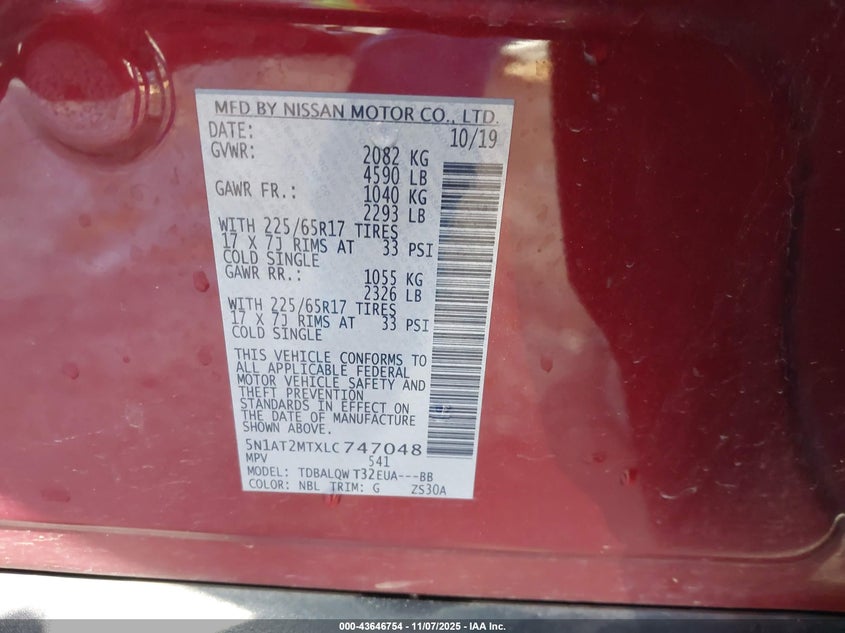 MFD BY NISSAN MOTOR CO., LTD.
DATE: 10/19
GVWR: 2082 KG
4590 LB
GAWR FR.: 1040 KG
2293 LB
WITH 225/65R17 TIRES
17 X 7J RIMS AT 33 PSI
COLD SINGLE
GAWR RR.: 1055 KG
2326 LB
WITH 225/65R17 TIRES
17 X 7J RIMS AT 33 PSI
COLD SINGLE
THIS VEHICLE CONFORMS TO
ALL APPLICABLE FEDERAL
MOTOR VEHICLE SAFETY AND
THEFT PREVENTION
STANDARDS IN EFFECT ON
THE DATE OF MANUFACTURE
SHOWN ABOVE.
5N1AT2MTXLC747048
MPV 541
MODEL: TDBALQW T32EUA---BB
COLOR: NBL TRIM: G ZS30A
000-43646754 - 11/07/2025 - IAA Inc.